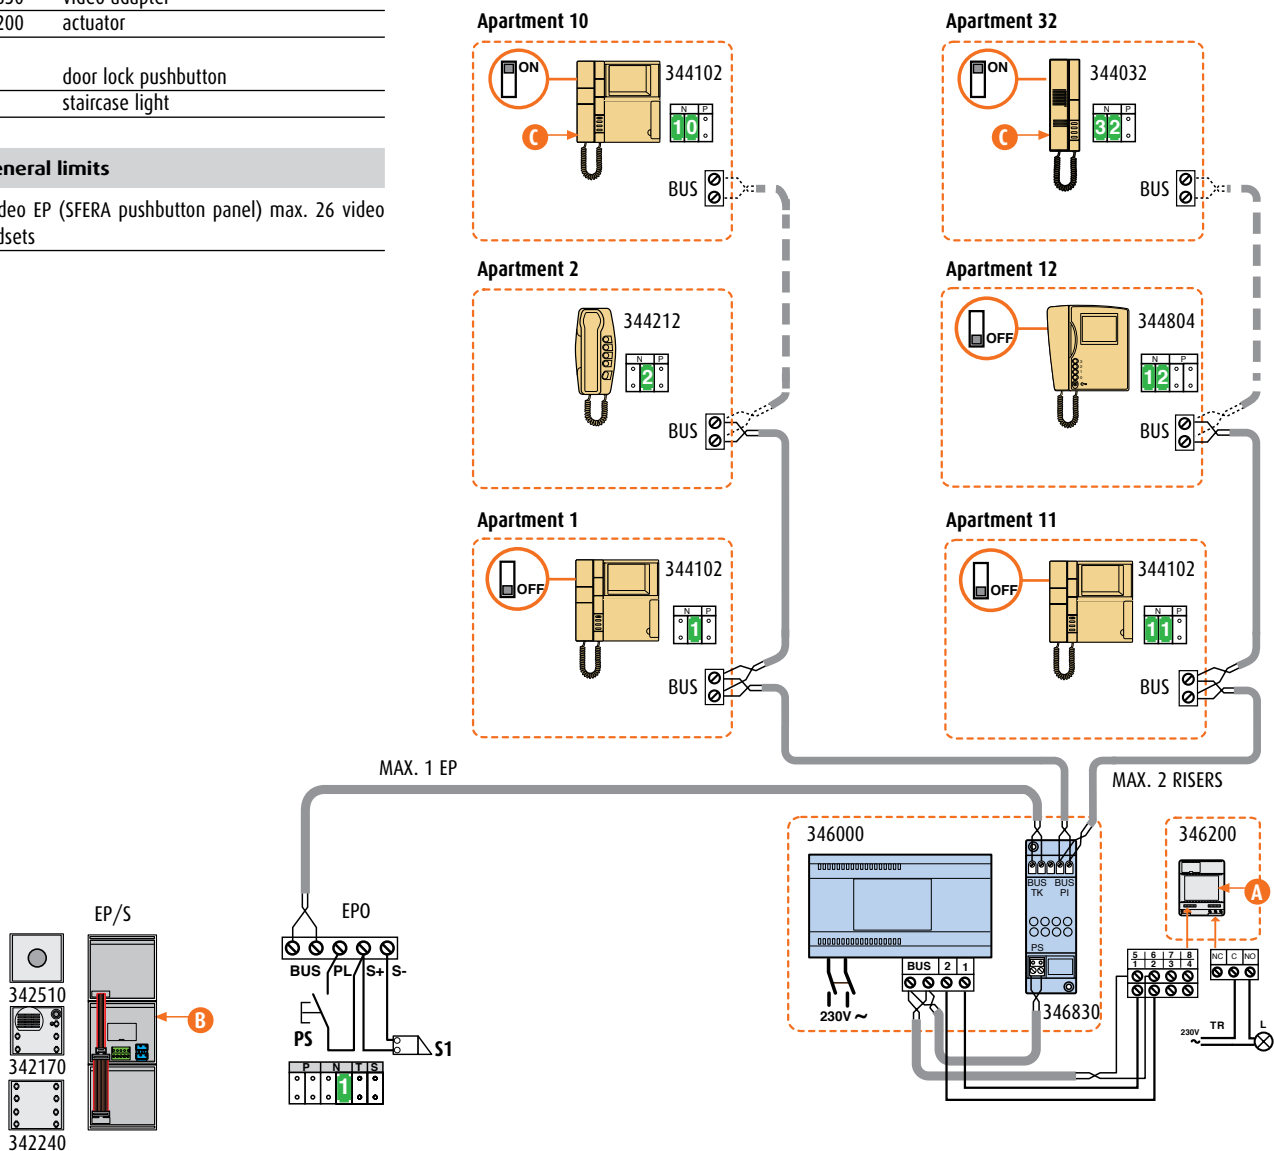 video adapter
200 actuator
door lock pushbutton
staircase light
eneral limits
deo EP (SFERA pushbutton panel) max. 26 video
dsets
Apartment 10
ON
344102
N P
10
C
BUS
Apartment 32
ON
344032
N P
32
C
BUS
Apartment 2
344212
N P
2
BUS
Apartment 12
OFF
344804
N P
12
BUS
Apartment 1
OFF
344102
N P
1
BUS
Apartment 11
OFF
344102
N P
11
BUS
MAX. 1 EP
MAX. 2 RISERS
346000
BUS 2 1
230V ~
BUS BUS
TK PI
PS
346830
346200
A
5 6 7 8
1 2 3 4
NC C NO
230V ~
TR
L
EP/S
342510
342170
342240
B
EPO
BUS PL S+ S-
PS
S1
P N T S
1